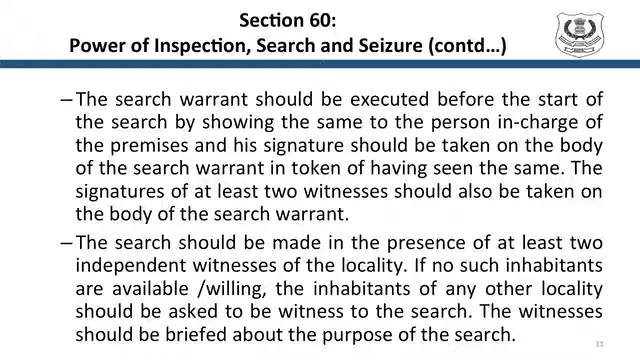 Section 60:
Power of Inspection, Search and Seizure (contd…)
–The search warrant should be executed before the start of
the search by showing the same to the person in-charge of
the premises and his signature should be taken on the body
of the search warrant in token of having seen the same. The
signatures of at least two witnesses should also be taken on
the body of the search warrant.
–The search should be made in the presence of at least two
independent witnesses of the locality. If no such inhabitants
are available /willing, the inhabitants of any other locality
should be asked to be witness to the search. The witnesses
should be briefed about the purpose of the search.